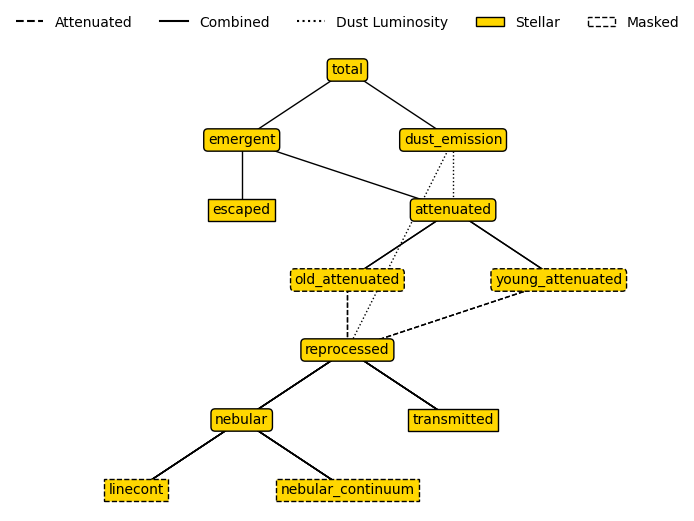 Attenuated Combined Dust Luminosity Stellar Masked
total
emergent dust_emission
escaped attenuated
old_attenuated young_attenuated
reprocessed
nebular transmitted
linecont nebular_continuum